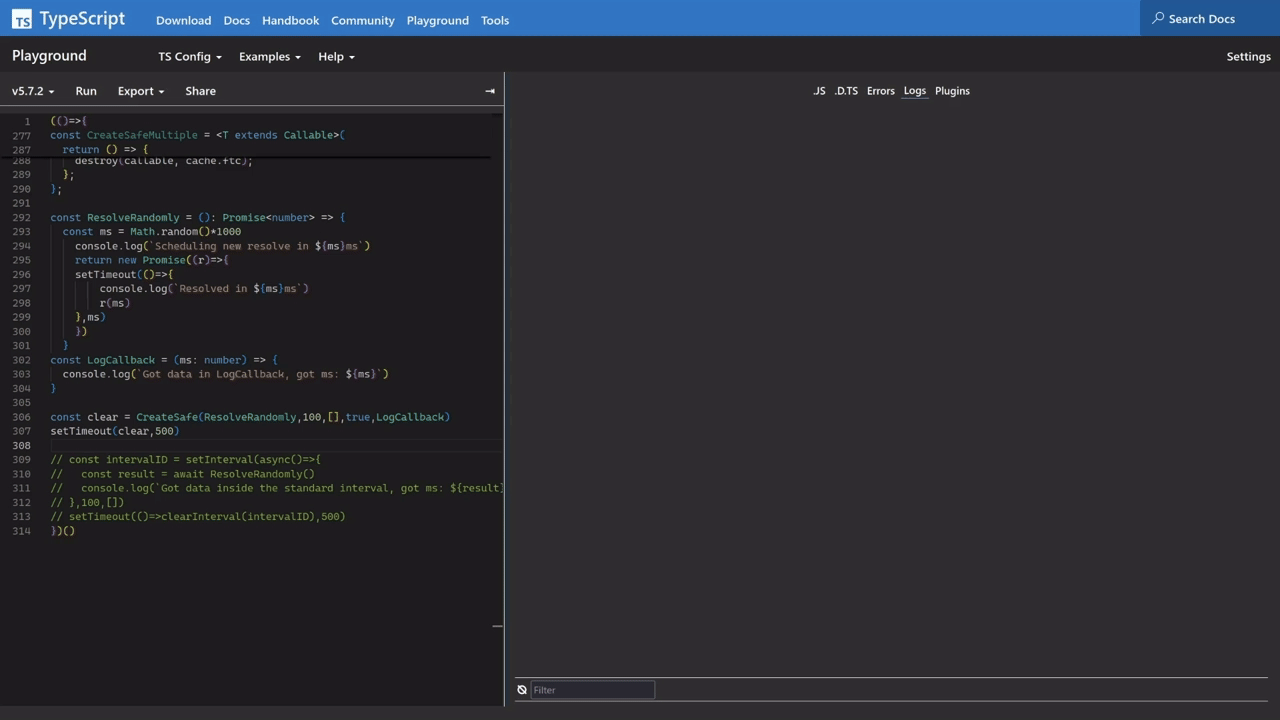 TS TypeScript Download Docs Handbook Community Playground Tools Search Docs
Playground TS Config Examples Help Settings
v5.7.2 Run Export Share .JS .D.TS Errors Logs Plugins
1 (()=>{
277 const CreateSafeMultiple = <T extends Callable>(
287 return () => {
288 destroy(callable, cache.ftc);
289 };
290 };
291
292 const ResolveRandomly = (): Promise<number> => {
293 const ms = Math.random()*1000
294 console.log(`Scheduling new resolve in ${ms}ms`)
295 return new Promise((r)=>{
296 setTimeout(()=>{
297 console.log(`Resolved in ${ms}ms`)
298 r(ms)
299 },ms)
300 })
301 }
302 const LogCallback = (ms: number) => {
303 console.log(`Got data in LogCallback, got ms: ${ms}`)
304 }
305
306 const clear = CreateSafe(ResolveRandomly,100,[],true,LogCallback)
307 setTimeout(clear,500)
308
309 // const intervalID = setInterval(async()=>{
310 // const result = await ResolveRandomly()
311 // console.log(`Got data inside the standard interval, got ms: ${result}
312 // },100,[])
313 // setTimeout(()=>clearInterval(intervalID),500)
314 })()
Filter